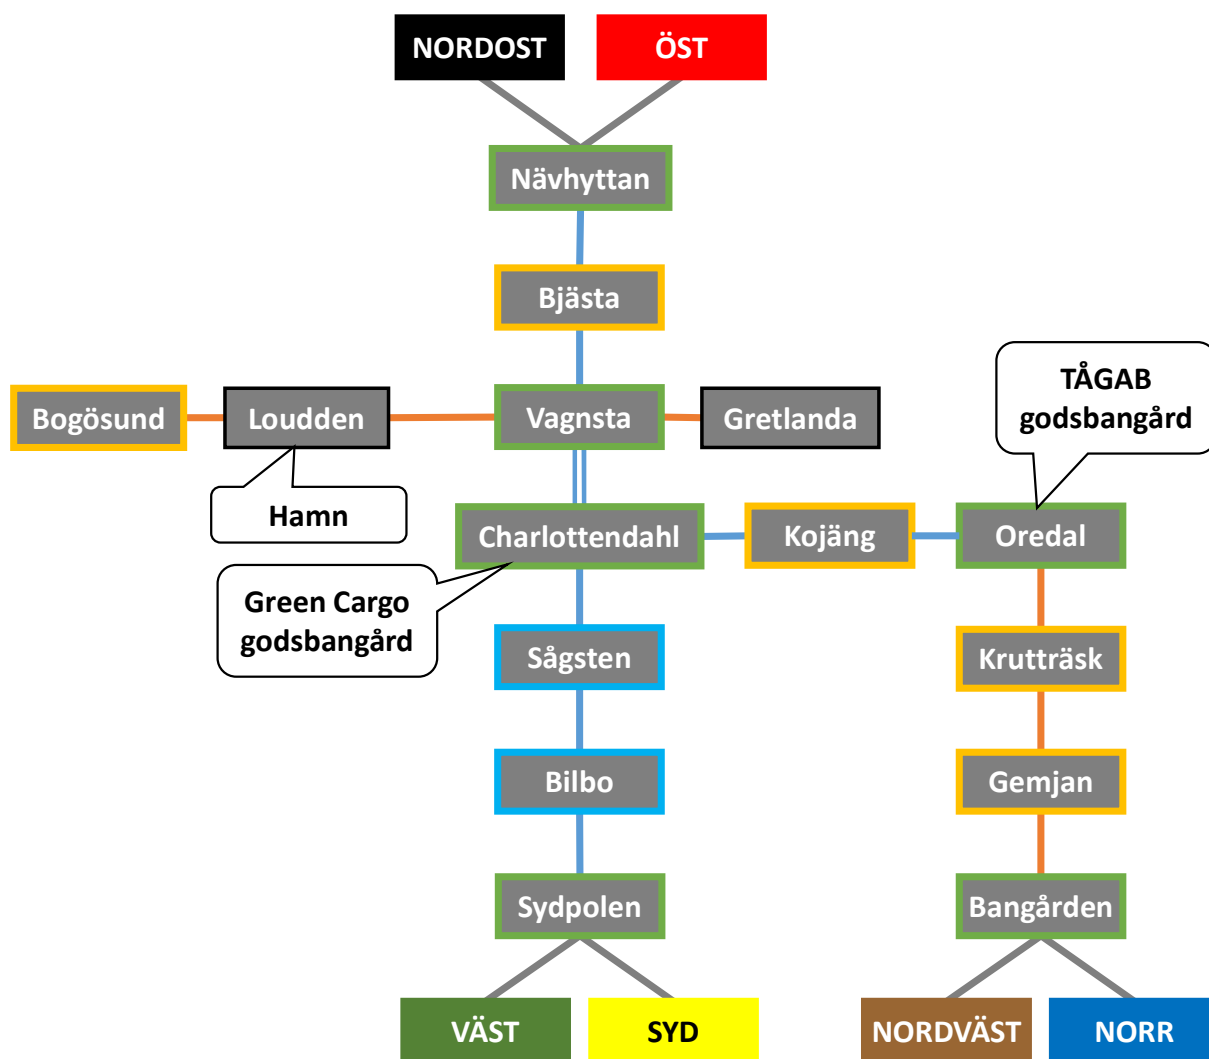 NORDOST
ÖST
Nävhyttan
Bjästa
TÅGAB
godsbangård
Bogösund
Loudden
Vagnsta
Gretlanda
Hamn
Charlottendahl
Kojäng
Oredal
Green Cargo
godsbangård
Sågsten
Krutträsk
Bilbo
Gemjan
Sydpolen
Bangården
VÄST
SYD
NORDVÄST
NORR